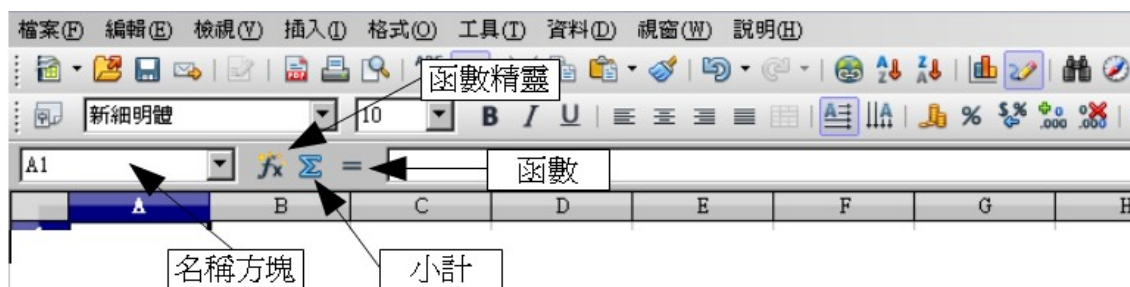 檔案(F) 編輯(E) 檢視(V) 插入(I) 格式(O) 工具(T) 資料(D) 視窗(W) 說明(H)
函數精靈
新細明體 10 B I U
A1 fx Σ = 函數
A B C D E F G H
名稱方塊 小計